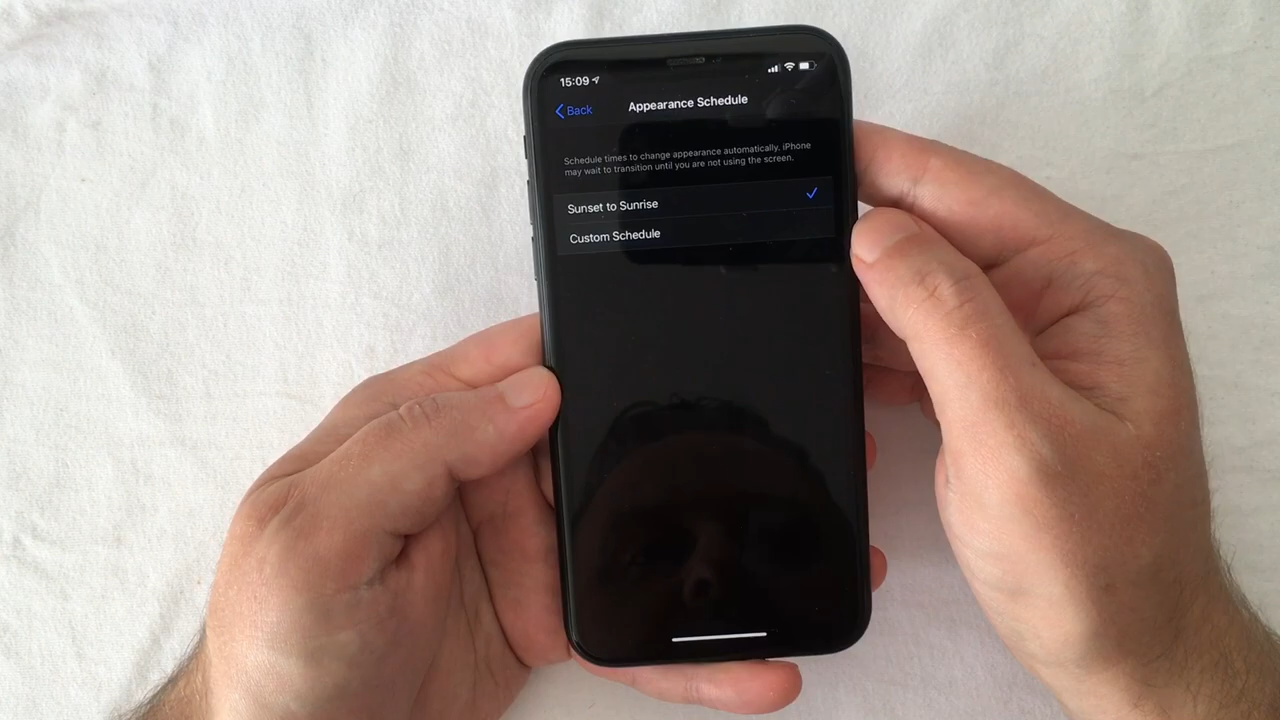 15:09
Back
Appearance Schedule
Schedule times to change appearance automatically. iPhone
may wait to transition until you are not using the screen.
Sunset to Sunrise
Custom Schedule